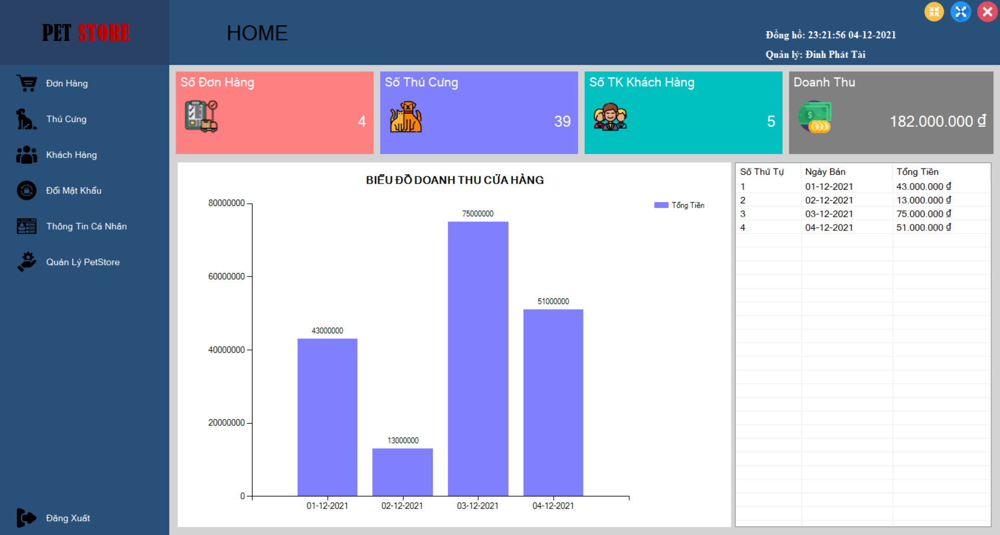 PET STORE
HOME
Đồng hồ: 23:21:56 04-12-2021
Quản lý: Đinh Phát Tài
Đơn Hàng
Thú Cưng
Khách Hàng
Đổi Mật Khẩu
Thông Tin Cá Nhân
Quản Lý PetStore
Đăng Xuất
Số Đơn Hàng
4
Số Thú Cưng
39
Số TK Khách Hàng
5
Doanh Thu
182.000.000 ₫
BIỂU ĐỒ DOANH THU CỬA HÀNG
Tổng Tiền
80000000
60000000
40000000
20000000
0
43000000
13000000
75000000
51000000
01-12-2021 02-12-2021 03-12-2021 04-12-2021
Số Thứ Tự Ngày Bán Tổng Tiền
1 01-12-2021 43.000.000 ₫
2 02-12-2021 13.000.000 ₫
3 03-12-2021 75.000.000 ₫
4 04-12-2021 51.000.000 ₫